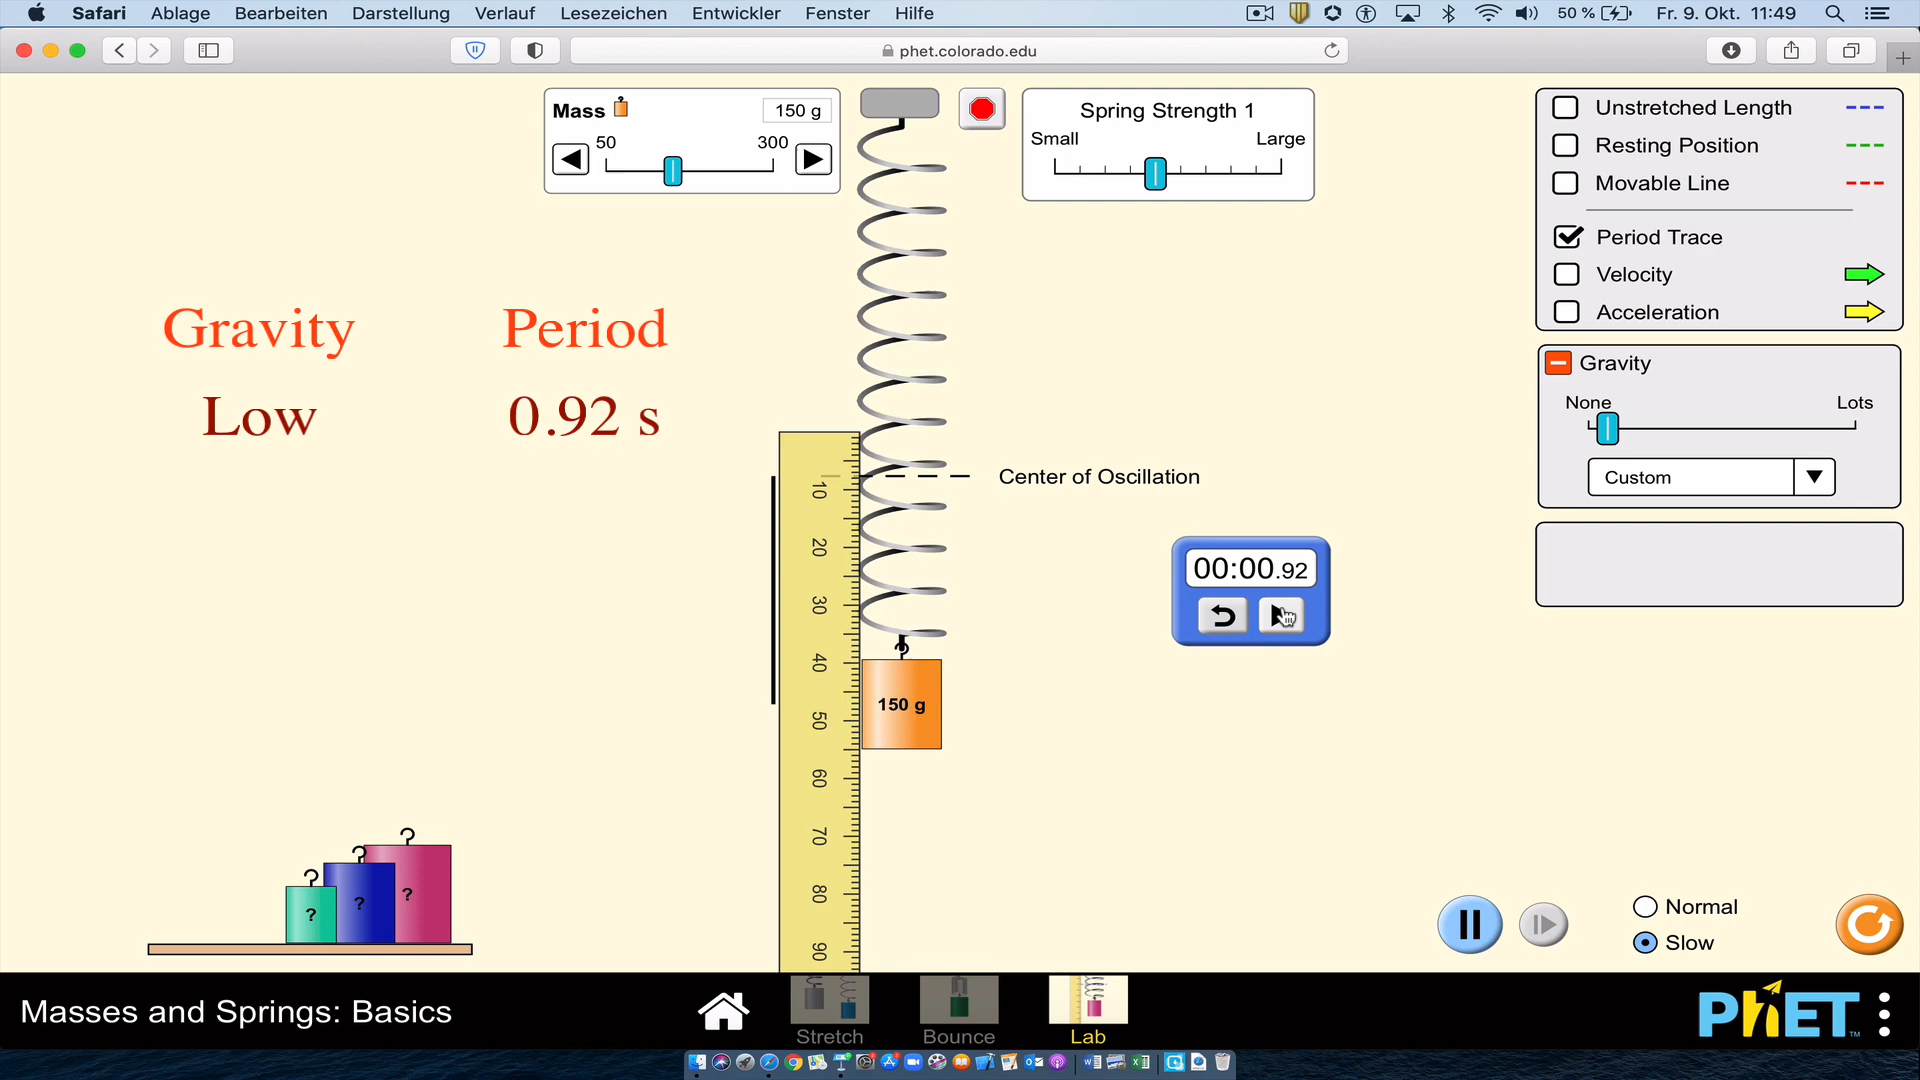 Safari Ablage Bearbeiten Darstellung Verlauf Lesezeichen Entwickler Fenster Hilfe 50 % Fr. 9. Okt. 11:49
phet.colorado.edu
Mass 150 g
50 300
Spring Strength 1
Small Large
Unstretched Length
Resting Position
Movable Line
Period Trace
Velocity
Acceleration
Gravity
None Lots
Custom
Gravity Period
Low 0.92 s
Center of Oscillation
10
20
30
40
50
60
70
80
90
00:00.92
150 g
? ? ?
Normal
Slow
Masses and Springs: Basics
Stretch
Bounce
Lab
PhET
TM